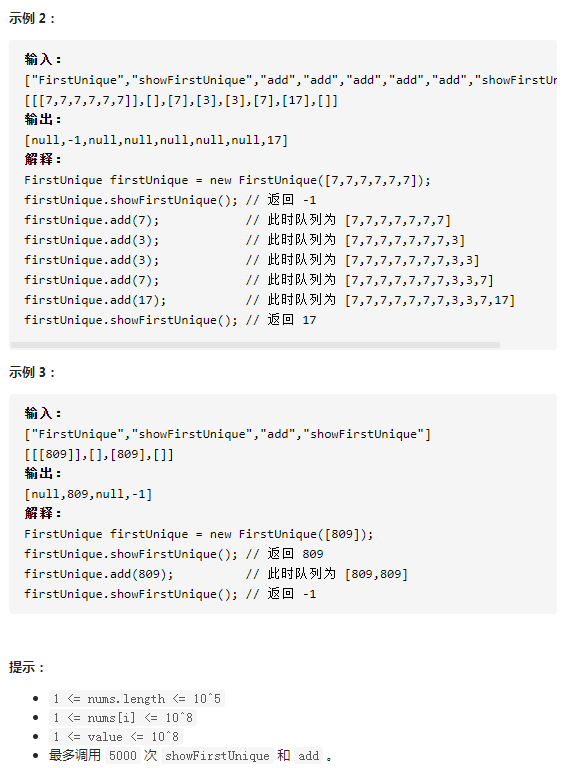 示例 2：
输入：
["FirstUnique","showFirstUnique","add","add","add","add","add","showFirstUn
[[[7,7,7,7,7,7]],[],[7],[3],[3],[7],[17],[]]
输出：
[null,-1,null,null,null,null,null,17]
解释：
FirstUnique firstUnique = new FirstUnique([7,7,7,7,7,7]);
firstUnique.showFirstUnique(); // 返回 -1
firstUnique.add(7);            // 此时队列为 [7,7,7,7,7,7,7]
firstUnique.add(3);            // 此时队列为 [7,7,7,7,7,7,7,3]
firstUnique.add(3);            // 此时队列为 [7,7,7,7,7,7,7,3,3]
firstUnique.add(7);            // 此时队列为 [7,7,7,7,7,7,7,3,3,7]
firstUnique.add(17);           // 此时队列为 [7,7,7,7,7,7,7,3,3,7,17]
firstUnique.showFirstUnique(); // 返回 17
示例 3：
输入：
["FirstUnique","showFirstUnique","add","showFirstUnique"]
[[[809]],[],[809],[]]
输出：
[null,809,null,-1]
解释：
FirstUnique firstUnique = new FirstUnique([809]);
firstUnique.showFirstUnique(); // 返回 809
firstUnique.add(809);          // 此时队列为 [809,809]
firstUnique.showFirstUnique(); // 返回 -1
提示：
• 1 <= nums.length <= 10^5
• 1 <= nums[i] <= 10^8
• 1 <= value <= 10^8
• 最多调用 5000 次 showFirstUnique 和 add 。